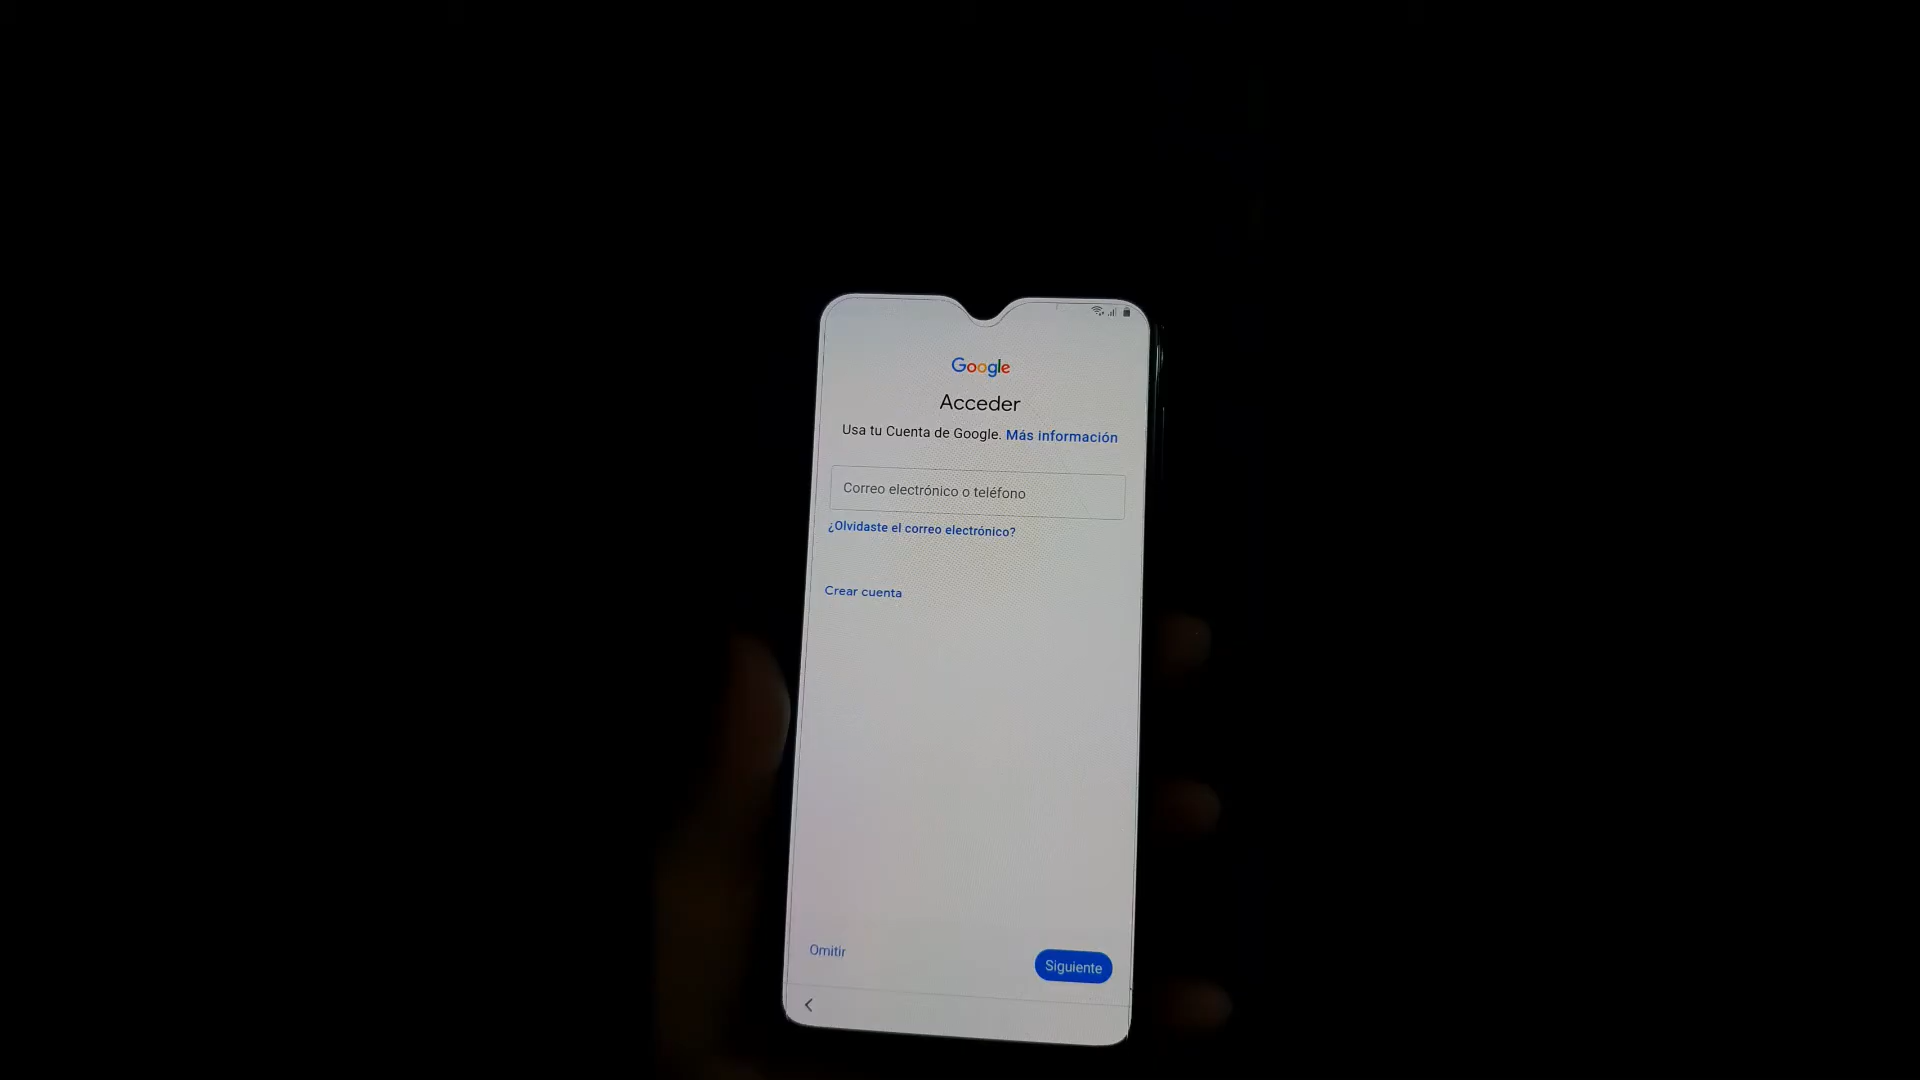 Google
Acceder
Usa tu Cuenta de Google. Más información
Correo electrónico o teléfono
¿Olvidaste el correo electrónico?
Crear cuenta
Omitir
Siguiente